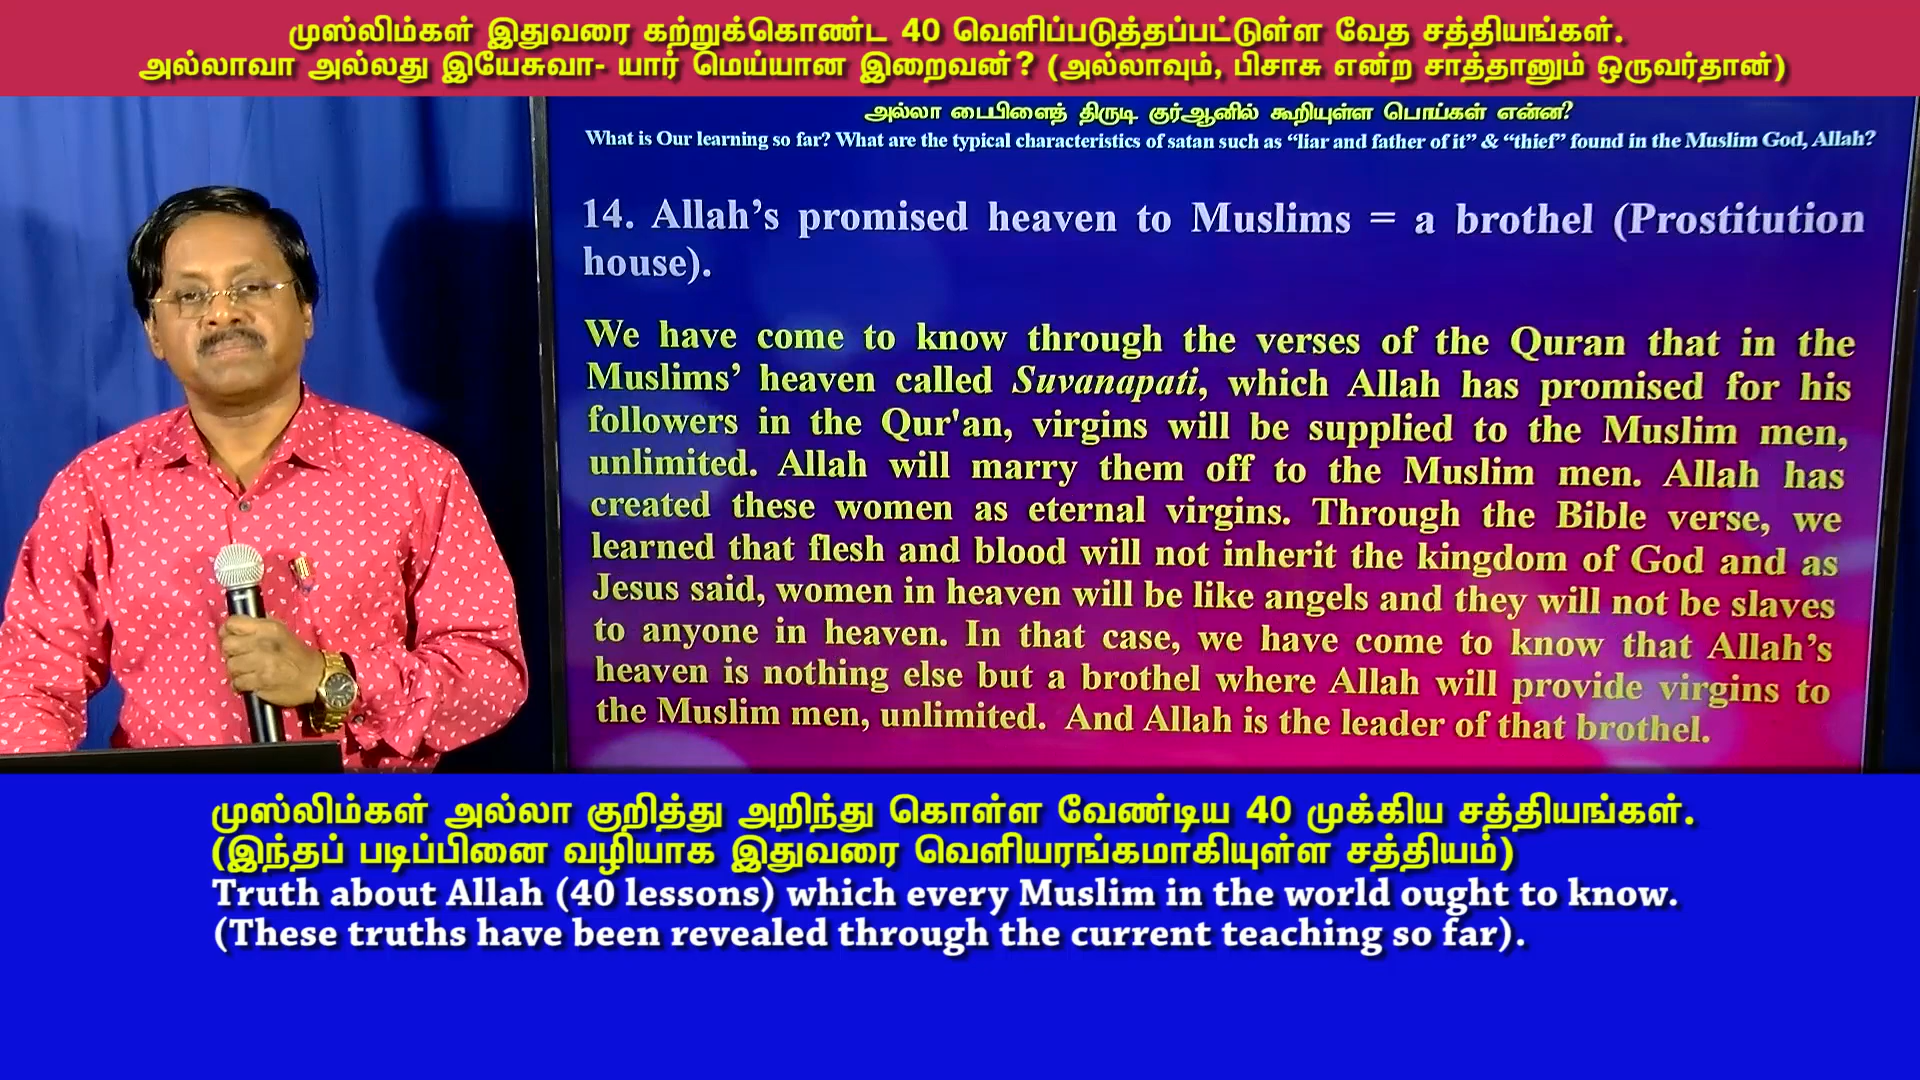 முஸ்லிம்கள் இதுவரை கற்றுக்கொண்ட 40 வெளிப்படுத்தப்பட்டுள்ள வேத சத்தியங்கள்.
அல்லாவா அல்லது இயேசுவா- யார் மெய்யான இறைவன்? (அல்லாவும், பிசாசு என்ற சாத்தானும் ஒருவர்தான்)
அல்லா பைபிளைத் திருடி குர்ஆனில் கூறியுள்ள பொய்கள் என்ன?
What is Our learning so far? What are the typical characteristics of satan such as “liar and father of it” & “thief” found in the Muslim God, Allah?
14. Allah’s promised heaven to Muslims = a brothel (Prostitution
house).
We have come to know through the verses of the Quran that in the
Muslims’ heaven called Suvanapati, which Allah has promised for his
followers in the Qur'an, virgins will be supplied to the Muslim men,
unlimited. Allah will marry them off to the Muslim men. Allah has
created these women as eternal virgins. Through the Bible verse, we
learned that flesh and blood will not inherit the kingdom of God and as
Jesus said, women in heaven will be like angels and they will not be slaves
to anyone in heaven. In that case, we have come to know that Allah’s
heaven is nothing else but a brothel where Allah will provide virgins to
the Muslim men, unlimited. And Allah is the leader of that brothel.
முஸ்லிம்கள் அல்லா குறித்து அறிந்து கொள்ள வேண்டிய 40 முக்கிய சத்தியங்கள்.
(இந்தப் படிப்பினை வழியாக இதுவரை வெளியரங்கமாகியுள்ள சத்தியம்)
Truth about Allah (40 lessons) which every Muslim in the world ought to know.
(These truths have been revealed through the current teaching so far).